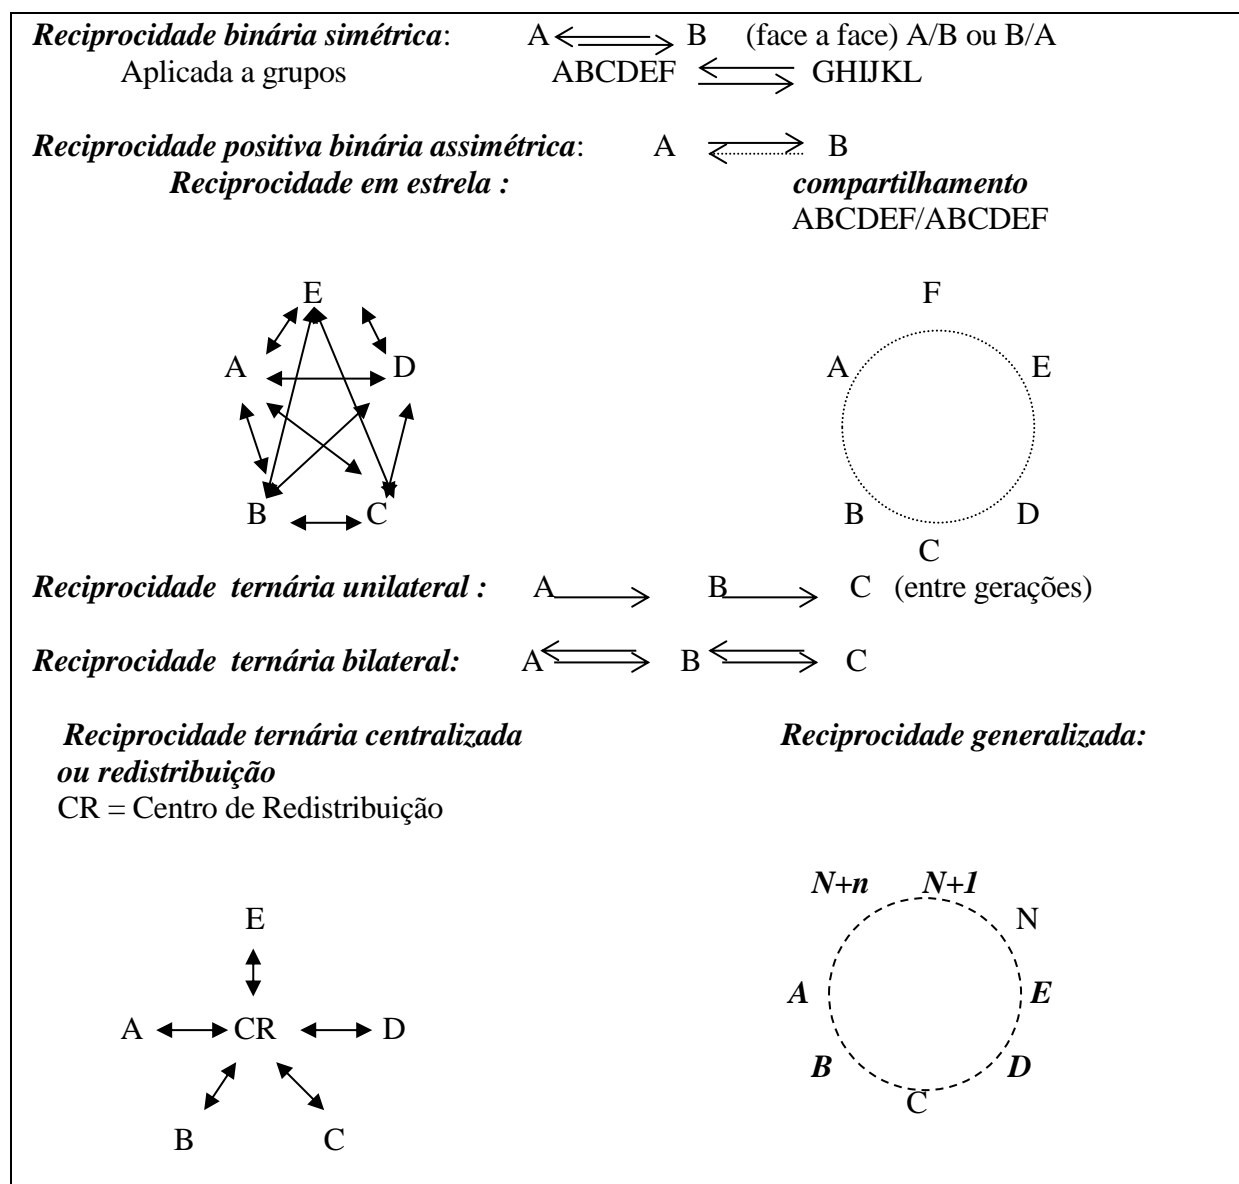 Reciprocidade binária simétrica: A B (face a face) A/B ou B/A
Aplicada a grupos ABCDEF GHIJKL
Reciprocidade positiva binária assimétrica: A B
Reciprocidade em estrela : compartilhamento
ABCDEF/ABCDEF
E F
A D A E
B C B D
C
Reciprocidade ternária unilateral : A B C (entre gerações)
Reciprocidade ternária bilateral: A B C
Reciprocidade ternária centralizada Reciprocidade generalizada:
ou redistribuição
CR = Centro de Redistribuição
N+n N+1
E N
A E
A CR D
B D
C
B C